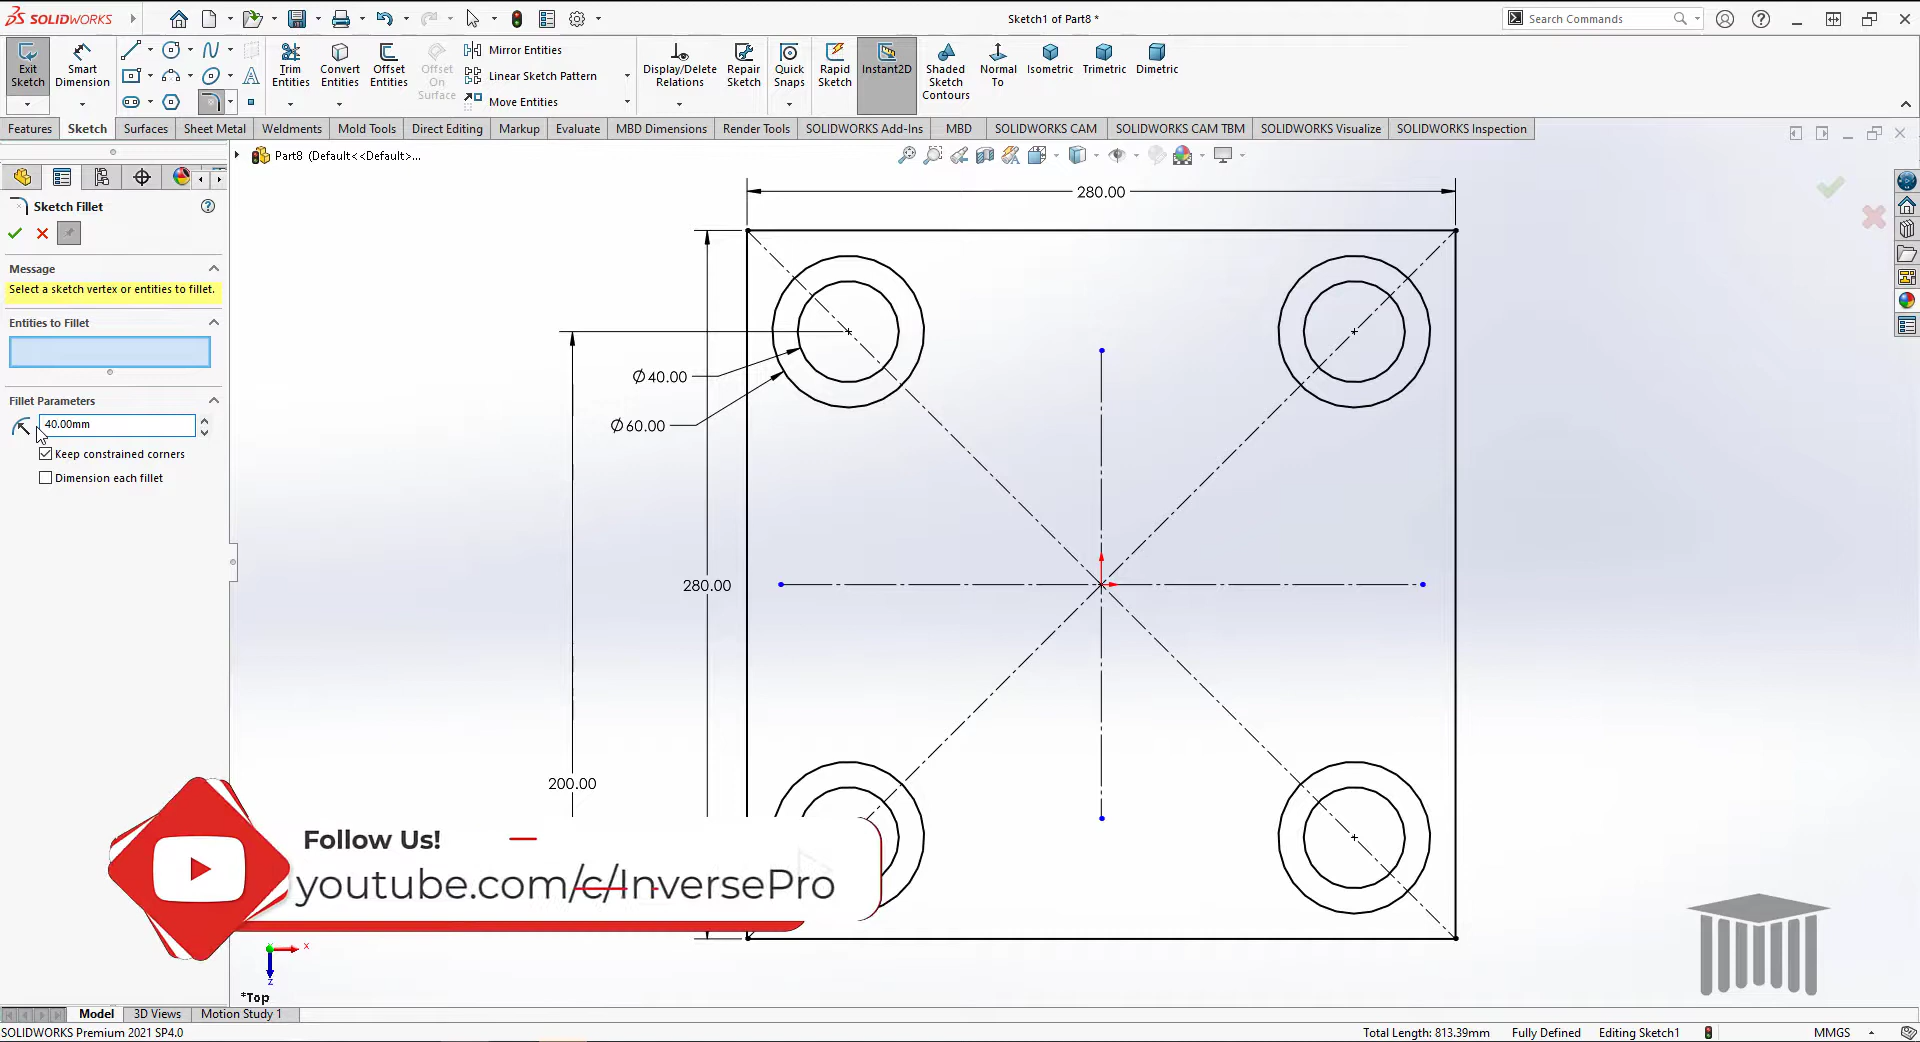 SOLIDWORKS
Sketch1 of Part8 *
Search Commands
Exit Sketch
Smart Dimension
Trim Entities
Convert Entities
Offset Entities
Offset On Surface
Mirror Entities
Linear Sketch Pattern
Move Entities
Display/Delete Relations
Repair Sketch
Quick Snaps
Rapid Sketch
Instant2D
Shaded Sketch Contours
Normal To
Isometric
Trimetric
Dimetric
Features
Sketch
Surfaces
Sheet Metal
Weldments
Mold Tools
Direct Editing
Markup
Evaluate
MBD Dimensions
Render Tools
SOLIDWORKS Add-Ins
MBD
SOLIDWORKS CAM
SOLIDWORKS CAM TBM
SOLIDWORKS Visualize
SOLIDWORKS Inspection
Part8 (Default<<Default>...
Sketch Fillet
Message
Select a sketch vertex or entities to fillet.
Entities to Fillet
Fillet Parameters
40.00mm
Keep constrained corners
Dimension each fillet
280.00
Ø40.00
Ø60.00
280.00
200.00
Follow Us!
youtube.com/c/InversePro
X
Z
*Top
Model
3D Views
Motion Study 1
SOLIDWORKS Premium 2021 SP4.0
Total Length: 813.39mm
Fully Defined
Editing Sketch1
MMGS